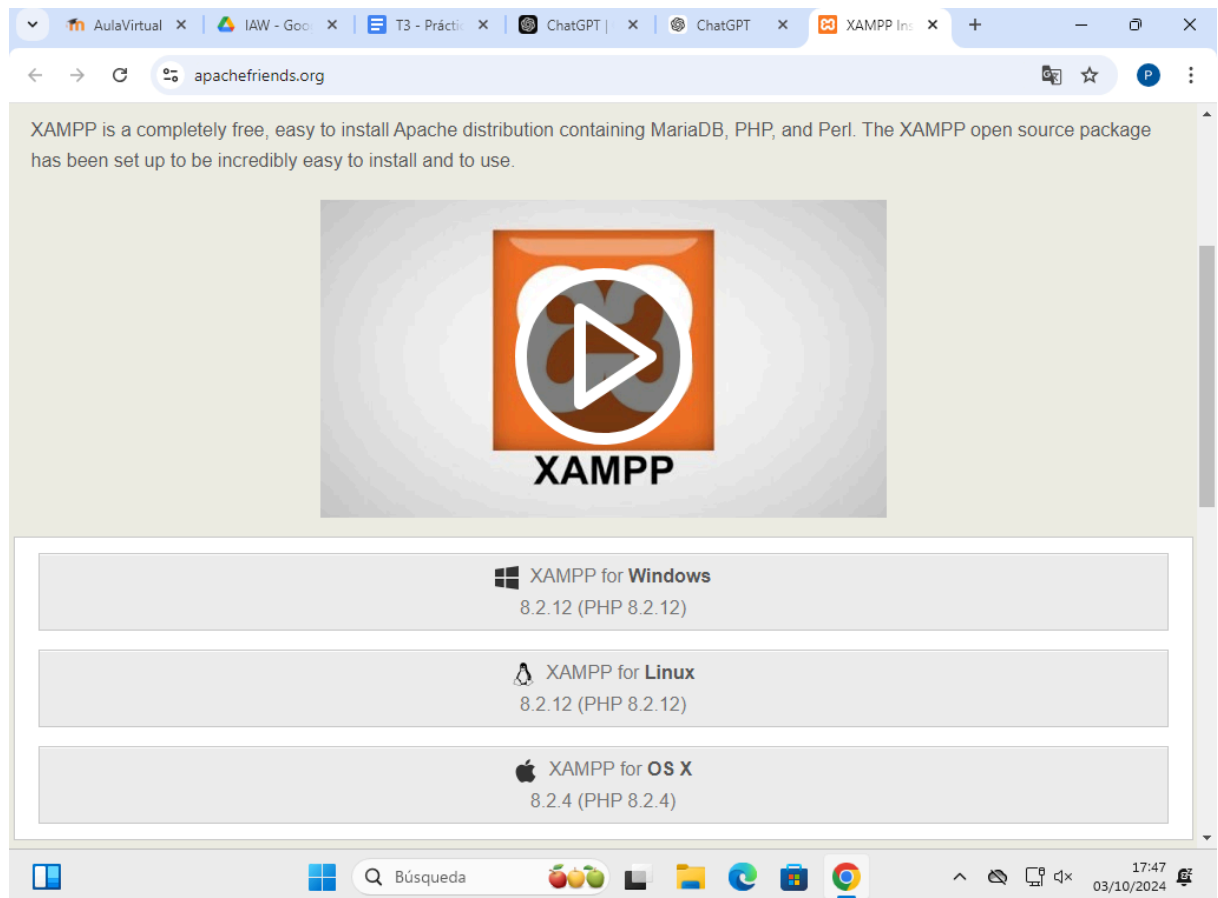 AulaVirtual
IAW - Goo
T3 - Práctic
ChatGPT |
ChatGPT
XAMPP Ins
apachefriends.org
P
XAMPP is a completely free, easy to install Apache distribution containing MariaDB, PHP, and Perl. The XAMPP open source package
has been set up to be incredibly easy to install and to use.
XAMPP
XAMPP for Windows
8.2.12 (PHP 8.2.12)
XAMPP for Linux
8.2.12 (PHP 8.2.12)
XAMPP for OS X
8.2.4 (PHP 8.2.4)
Búsqueda
17:47
03/10/2024